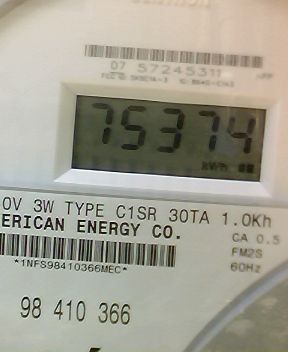 07 57245311
75374
kWh
0V 3W TYPE C1SR 30TA 1.0Kh
ERICAN ENERGY CO.
CA 0.5
FM2S
60Hz
*1NFS98410366MEC*
98 410 366